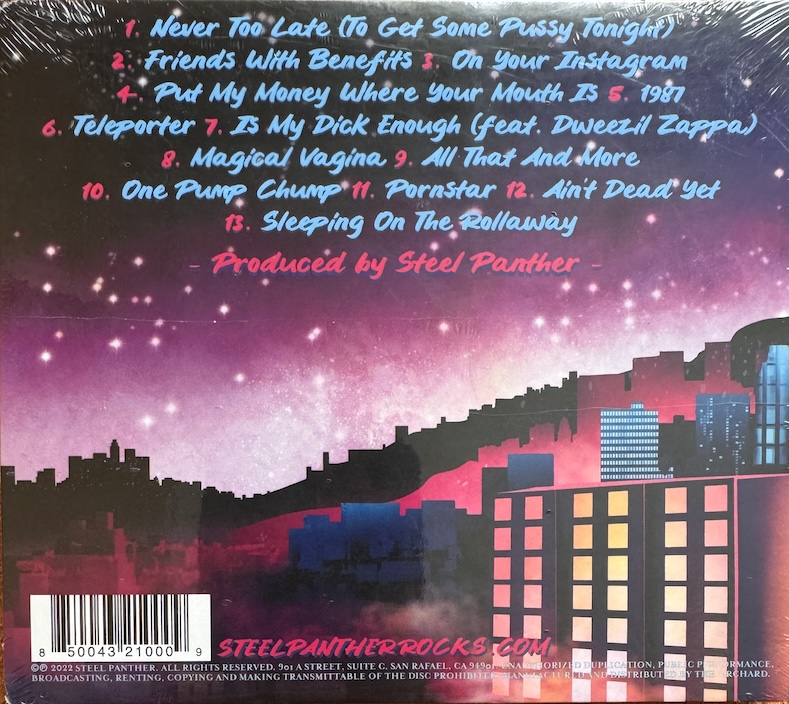 1. Never Too Late (To Get Some Pussy Tonight)
2. Friends With Benefits 3. On Your Instagram
4. Put My Money Where Your Mouth Is 5. 1987
6. Teleporter 7. Is My Dick Enough (feat. Dweezil Zappa)
8. Magical Vagina 9. All That And More
10. One Pump Chump 11. Pornstar 12. Ain't Dead Yet
13. Sleeping On The Rollaway
- Produced by Steel Panther -
8 50043 21000 9
STEELPANTHERROCKS.COM
©℗ 2022 STEEL PANTHER. ALL RIGHTS RESERVED. 901 A STREET, SUITE C. SAN RAFAEL, CA 94901. UNAUTHORIZED DUPLICATION, PUBLIC PERFORMANCE,
BROADCASTING, RENTING, COPYING AND MAKING TRANSMITTABLE OF THE DISC PROHIBITED. MANUFACTURED AND DISTRIBUTED BY THE ORCHARD.